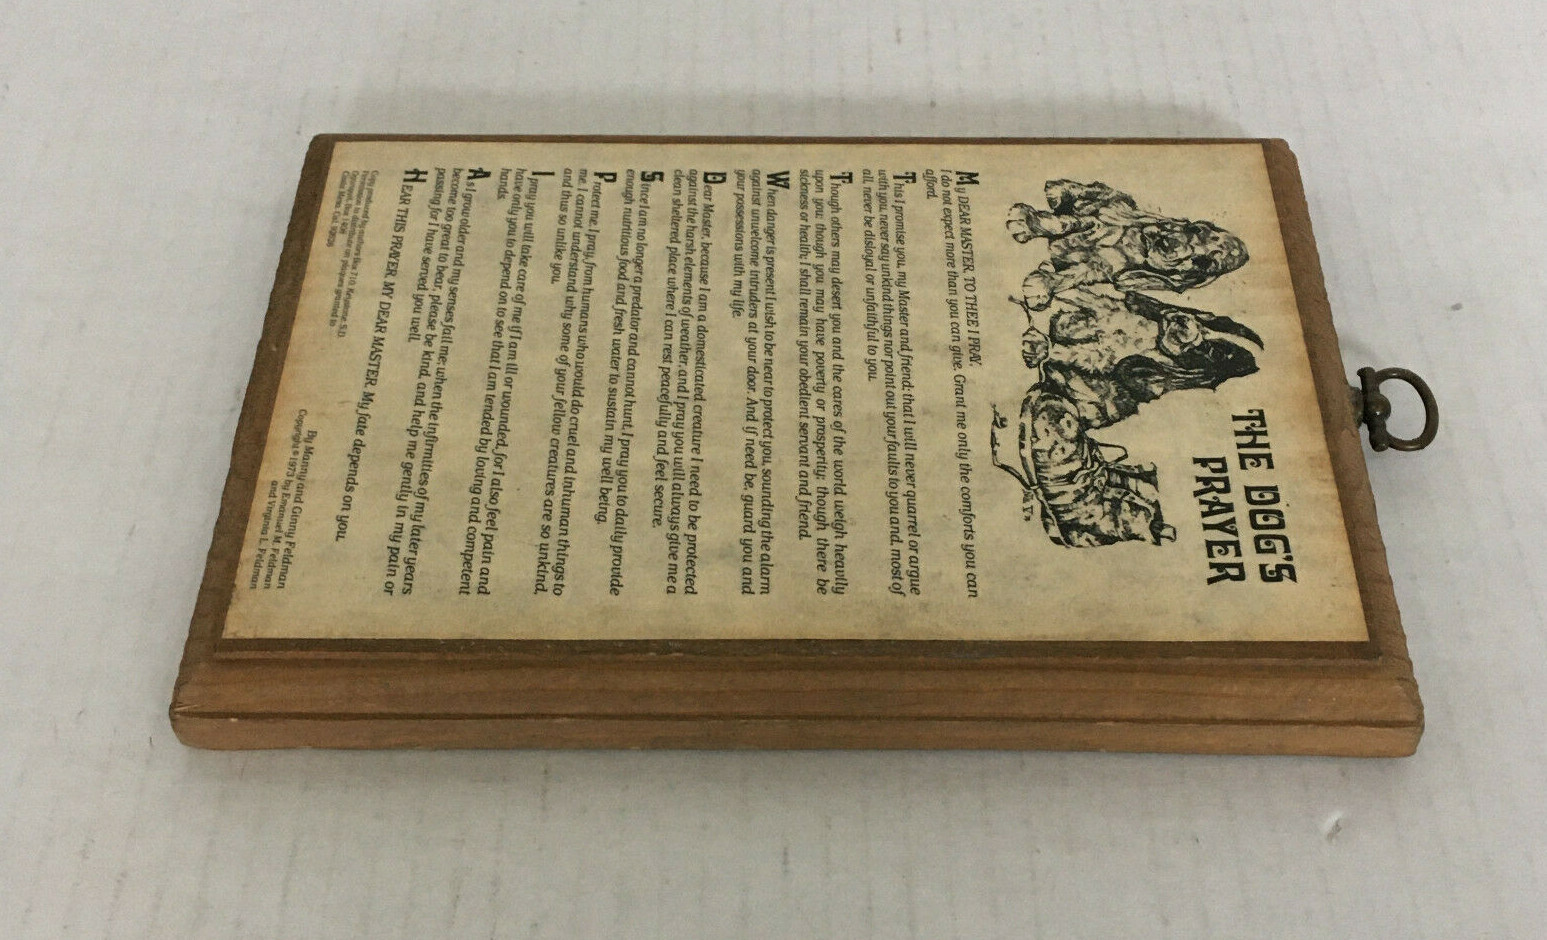 THE DOG'S
PRAYER
My DEAR MASTER, TO THEE I PRAY.
I do not expect more than you can give. Grant me only the comforts you can
afford.
This I promise you, my Master and friend: that I will never quarrel or argue
with you, never say unkind things nor point out your faults to you and, most of
all, never be disloyal or unfaithful to you.
Though others may desert you and the cares of the world weigh heavily
upon you; though you may have poverty or prosperity; though there be
sickness or health; I shall remain your obedient servant and friend.
When danger is present I wish to be near to protect you, sounding the alarm
against unwelcome intruders at your door. And if need be, guard you and
your possessions with my life.
Dear Master, because I am a domesticated creature I need to be protected
against the harsh elements of weather, and I pray you will always give me a
clean sheltered place where I can rest peacefully and feel secure.
Since I am no longer a predator and cannot hunt, I pray you to daily provide
enough nutritious food and fresh water to sustain my well being.
Protect me, I pray, from humans who would do cruel and inhuman things to
me. I cannot understand why some of your fellow creatures are so unkind,
and thus so unlike you.
I pray you will take care of me if I am ill or wounded, for I also feel pain and
have only you to depend on to see that I am tended by loving and competent
hands.
As I grow older and my senses fail me, when the infirmities of my later years
become too great to bear, please be kind, and help me gently in my pain or
passing for I have served you well.
HEAR THIS PRAYER, MY DEAR MASTER. My fate depends on you.
By Manny and Ginny Feldman
Copyright © 1973 by Emanuel M. Feldman
and Virginia L. Feldman